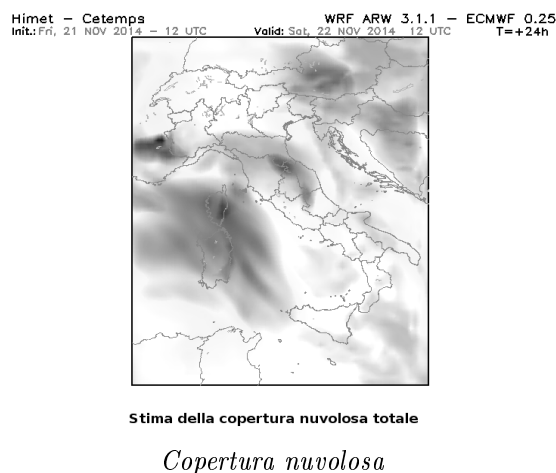 Himet – Cetemps WRF ARW 3.1.1 – ECMWF 0.25
Init.: Fri, 21 NOV 2014 – 12 UTC Valid: Sat, 22 NOV 2014 12 UTC T=+24h
Stima della copertura nuvolosa totale
Copertura nuvolosa